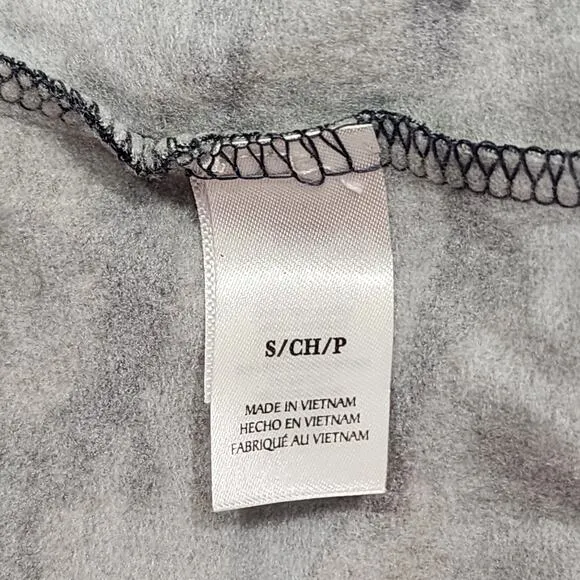 S/CH/P
MADE IN VIETNAM
HECHO EN VIETNAM
FABRIQUÉ AU VIETNAM